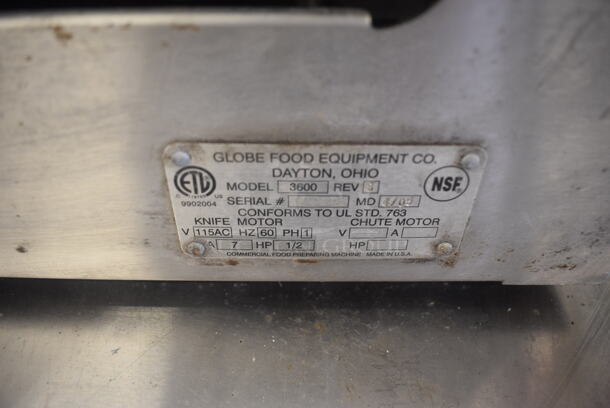 GLOBE FOOD EQUIPMENT CO.
DAYTON, OHIO
ETL US
9902004
MODEL 3600 REV
NSF
SERIAL # MD
CONFORMS TO UL STD. 763
KNIFE MOTOR CHUTE MOTOR
V 115AC HZ 60 PH 1 V A
A 7 HP 1/2 HP
COMMERCIAL FOOD PREPARING MACHINE MADE IN U.S.A.